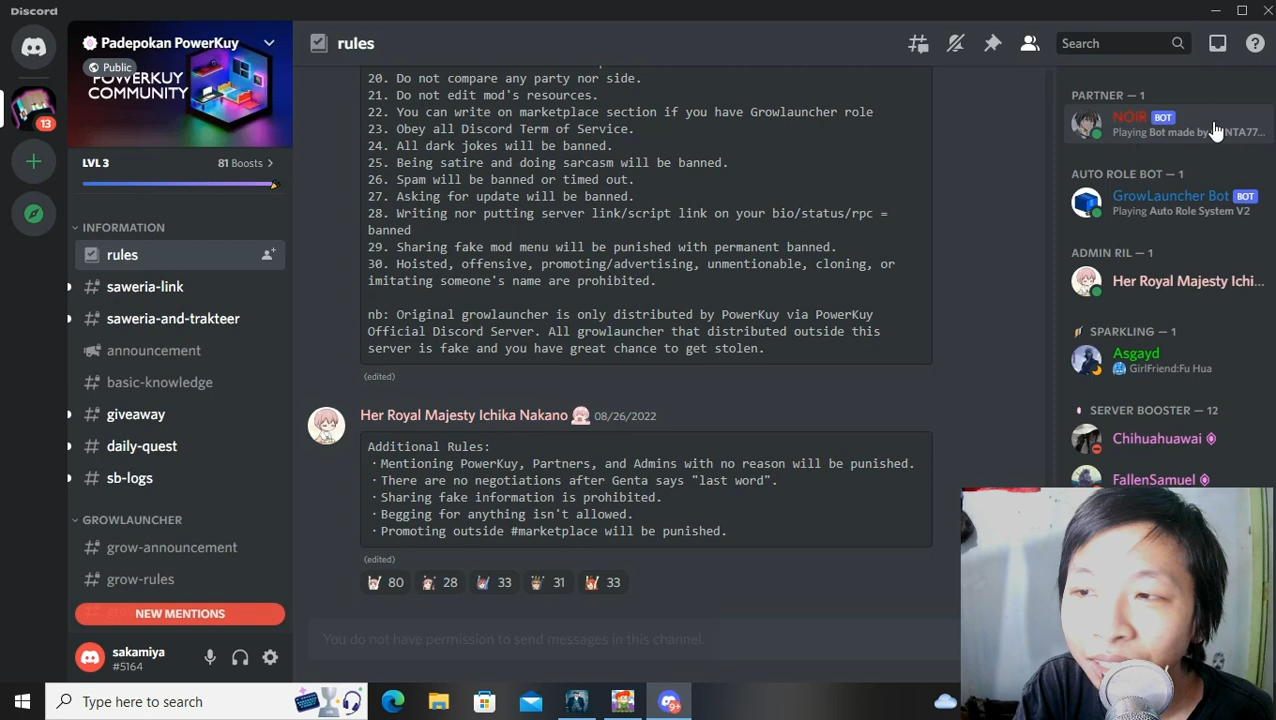 Discord
Padepokan PowerKuy
Public
POWERKUY
COMMUNITY
LVL 3
81 Boosts
INFORMATION
rules
saweria-link
saweria-and-trakteer
announcement
basic-knowledge
giveaway
daily-quest
sb-logs
GROWLAUNCHER
grow-announcement
grow-rules
NEW MENTIONS
sakamiya
#5164
13
rules
Search
20. Do not compare any party nor side.
21. Do not edit mod's resources.
22. You can write on marketplace section if you have Growlauncher role
23. Obey all Discord Term of Service.
24. All dark jokes will be banned.
25. Being satire and doing sarcasm will be banned.
26. Spam will be banned or timed out.
27. Asking for update will be banned.
28. Writing nor putting server link/script link on your bio/status/rpc =
banned
29. Sharing fake mod menu will be punished with permanent banned.
30. Hoisted, offensive, promoting/advertising, unmentionable, cloning, or
imitating someone's name are prohibited.
nb: Original growlauncher is only distributed by PowerKuy via PowerKuy
Official Discord Server. All growlauncher that distributed outside this
server is fake and you have great chance to get stolen.
(edited)
Her Royal Majesty Ichika Nakano 08/26/2022
Additional Rules:
·Mentioning PowerKuy, Partners, and Admins with no reason will be punished.
·There are no negotiations after Genta says "last word".
·Sharing fake information is prohibited.
·Begging for anything isn't allowed.
·Promoting outside #marketplace will be punished.
(edited)
80 28 33 31 33
You do not have permission to send messages in this channel.
PARTNER — 1
NOIR BOT
Playing Bot made by NTA77...
AUTO ROLE BOT — 1
GrowLauncher Bot BOT
Playing Auto Role System V2
ADMIN RIL — 1
Her Royal Majesty Ichi...
SPARKLING — 1
Asgayd
GirlFriend:Fu Hua
SERVER BOOSTER — 12
Chihuahuawai
FallenSamuel
Type here to search
9+